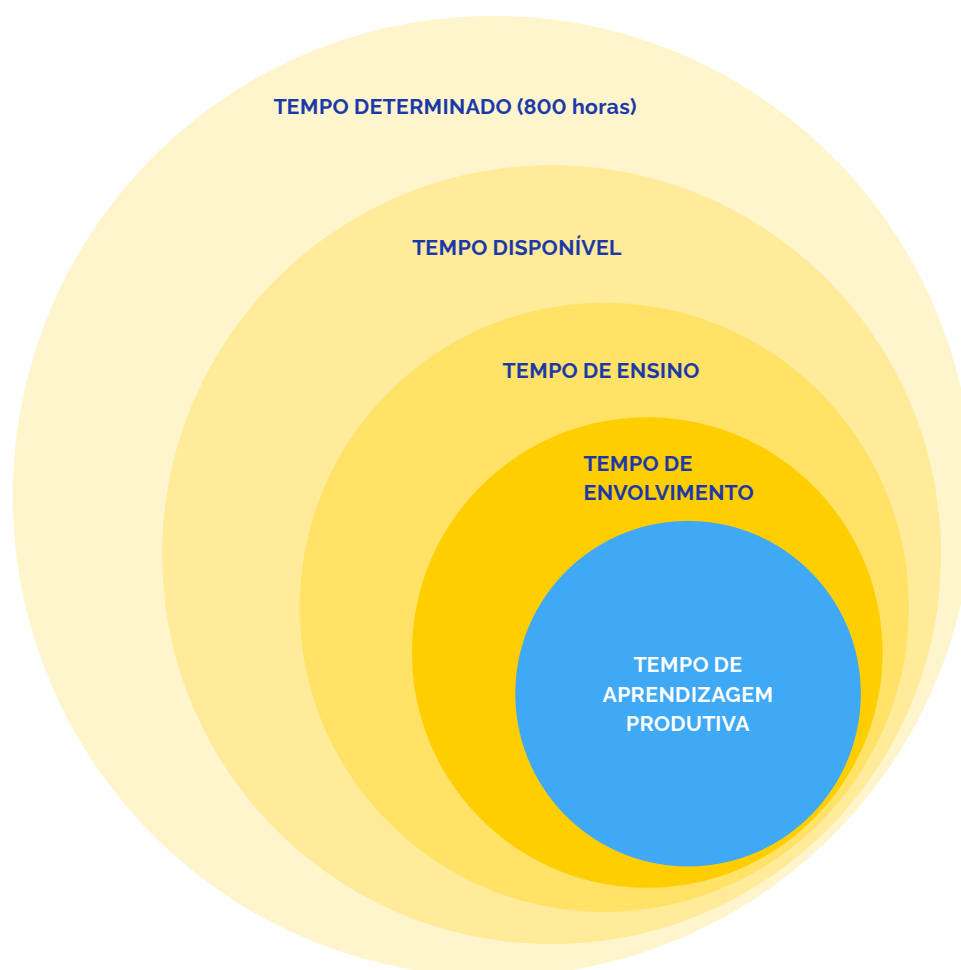 TEMPO DETERMINADO (800 horas)
TEMPO DISPONÍVEL
TEMPO DE ENSINO
TEMPO DE
ENVOLVIMENTO
TEMPO DE
APRENDIZAGEM
PRODUTIVA